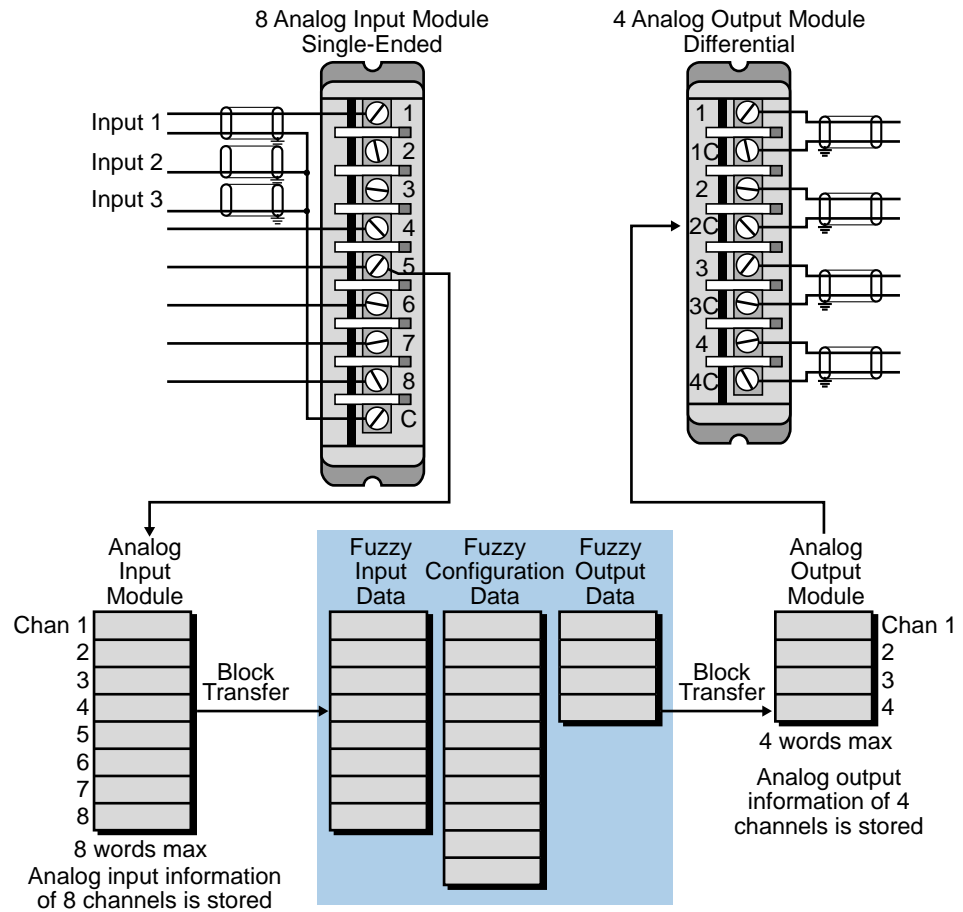 8 Analog Input Module
Single-Ended
4 Analog Output Module
Differential
Input 1
Input 2
Input 3
1
2
3
4
5
6
7
8
C
1
1C
2
2C
3
3C
4
4C
Analog
Input
Module
Chan 1
2
3
4
5
6
7
8
8 words max
Analog input information
of 8 channels is stored
Block
Transfer
Fuzzy
Input
Data
Fuzzy
Configuration
Data
Fuzzy
Output
Data
Block
Transfer
Analog
Output
Module
Chan 1
2
3
4
4 words max
Analog output
information of 4
channels is stored